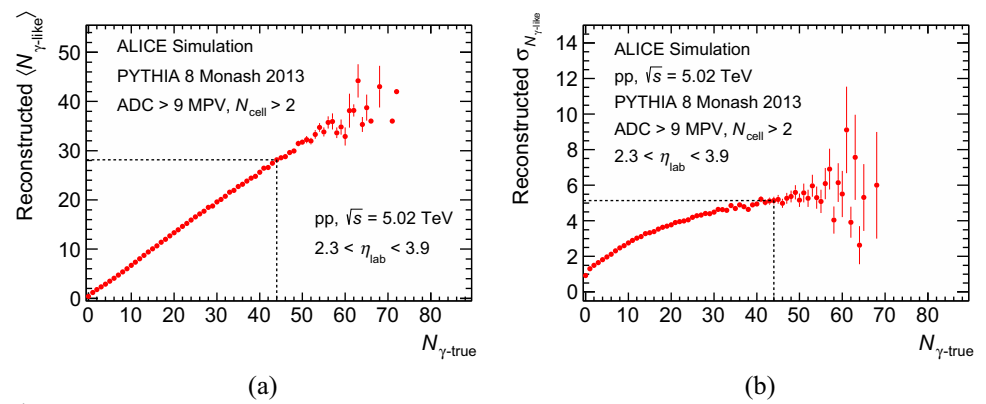 Reconstructed ⟨N_γ-like⟩
50
40
30
20
10
0
ALICE Simulation
PYTHIA 8 Monash 2013
ADC > 9 MPV, N_cell > 2
pp, √s = 5.02 TeV
2.3 < η_lab < 3.9
0 10 20 30 40 50 60 70 80
N_γ-true
(a)
Reconstructed σ_N_γ-like
14
12
10
8
6
4
2
0
ALICE Simulation
pp, √s = 5.02 TeV
PYTHIA 8 Monash 2013
ADC > 9 MPV, N_cell > 2
2.3 < η_lab < 3.9
0 10 20 30 40 50 60 70 80
N_γ-true
(b)